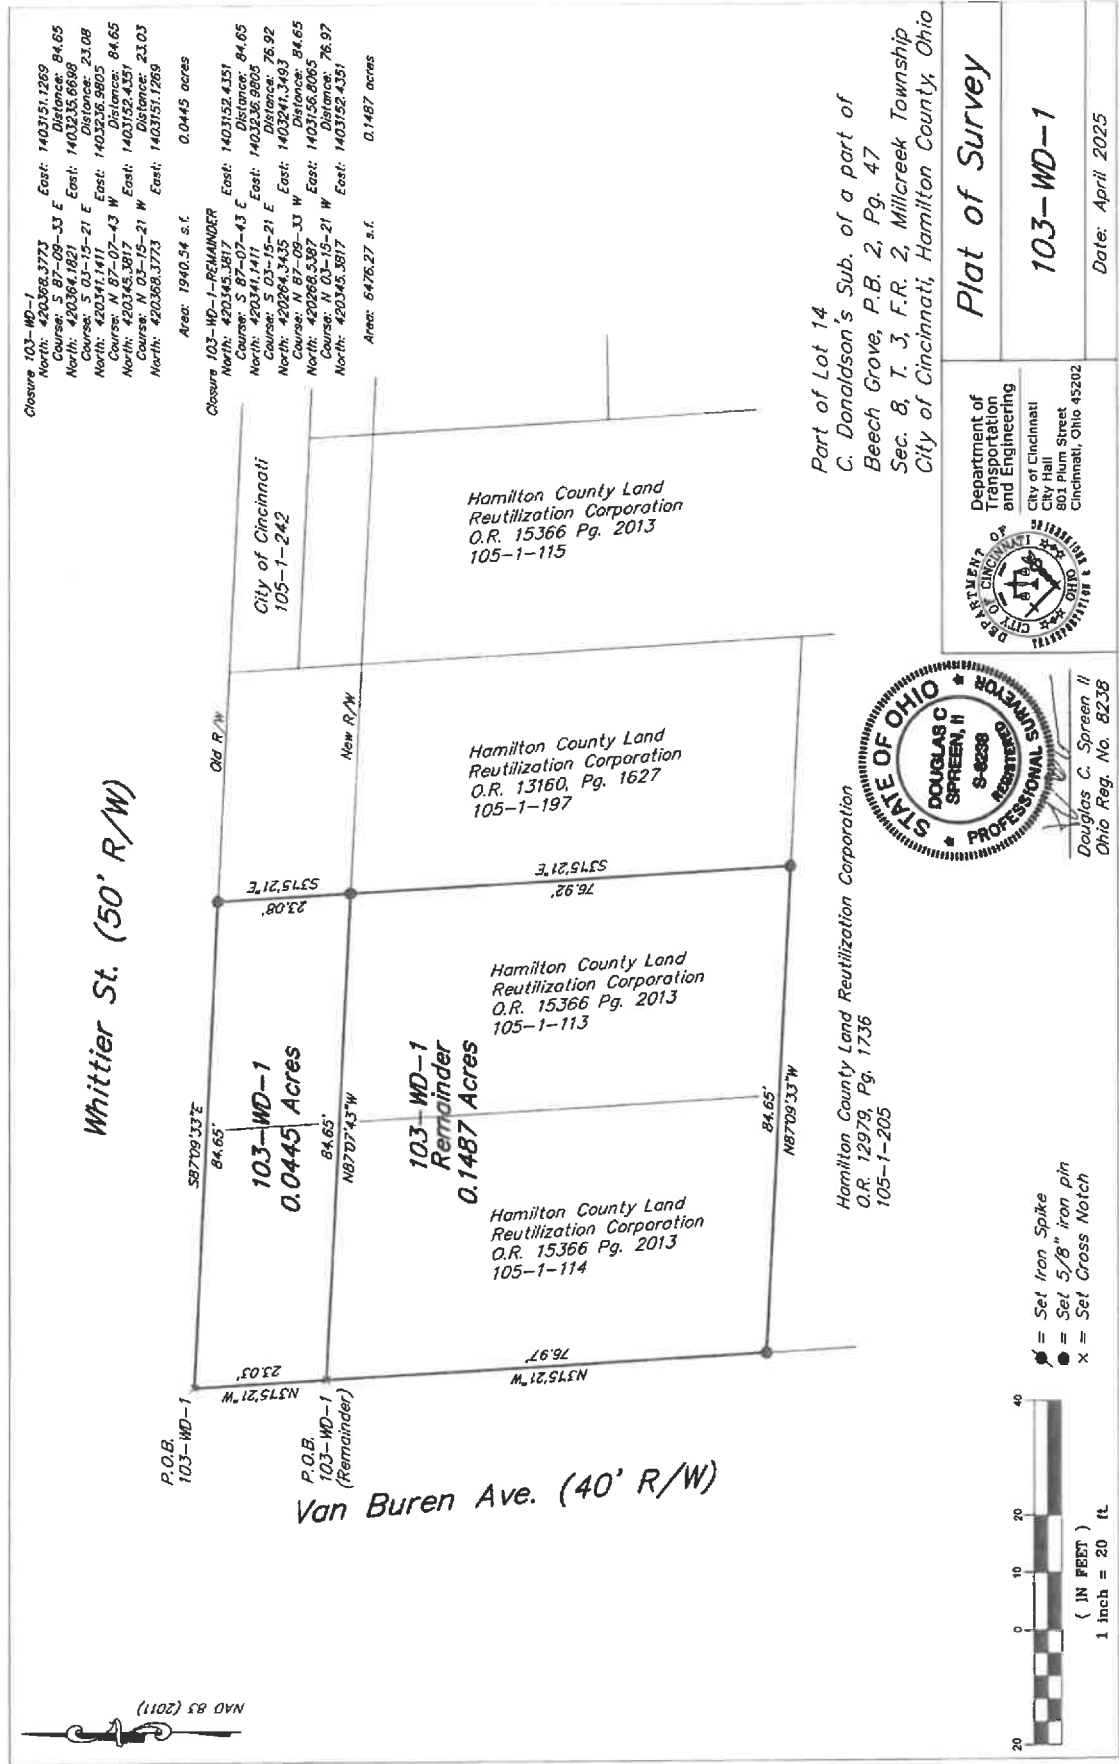 Whittier St. (50' R/W)
Closure 103-WD-1
North: 420368.3773 East: 1403151.1269
Course: S 87-09-33 E Distance: 84.65
North: 420364.1821 East: 1403235.6698
Course: S 03-15-21 E Distance: 23.08
North: 420341.1411 East: 1403236.9805
Course: N 87-07-43 W Distance: 84.65
North: 420345.3817 East: 1403152.4351
Course: N 03-15-21 W Distance: 23.03
North: 420368.3773 East: 1403151.1269
Area: 1940.54 s.f. 0.0445 acres
Closure 103-WD-1-REMAINDER
North: 420345.3817 East: 1403152.4351
Course: S 87-07-43 E Distance: 84.65
North: 420341.1411 East: 1403236.9805
Course: S 03-15-21 E Distance: 76.92
North: 420264.3435 East: 1403241.3493
Course: N 87-09-33 W Distance: 84.65
North: 420268.5387 East: 1403156.8065
Course: N 03-15-21 W Distance: 76.97
North: 420345.3817 East: 1403152.4351
Area: 6476.27 s.f. 0.1487 acres
NAD 83 (2011)
P.O.B.
103-WD-1
S87°09'33"E
84.65'
Old R/W
City of Cincinnati
105-1-242
N3°15'21"W
23.03'
103-WD-1
0.0445 Acres
23.08'
S3°15'21"E
P.O.B.
103-WD-1
(Remainder)
84.65'
N87°07'43"W
New R/W
Van Buren Ave. (40' R/W)
103-WD-1
Remainder
0.1487 Acres
N3°15'21"W
76.97'
Hamilton County Land
Reutilization Corporation
O.R. 15366 Pg. 2013
105-1-114
Hamilton County Land
Reutilization Corporation
O.R. 15366 Pg. 2013
105-1-113
76.92'
S3°15'21"E
Hamilton County Land
Reutilization Corporation
O.R. 13160, Pg. 1627
105-1-197
Hamilton County Land
Reutilization Corporation
O.R. 15366 Pg. 2013
105-1-115
84.65'
N87°09'33"W
Hamilton County Land Reutilization Corporation
O.R. 12979, Pg. 1736
105-1-205
Part of Lot 14
C. Donaldson's Sub. of a part of
Beech Grove, P.B. 2, Pg. 47
Sec. 8, T. 3, F.R. 2, Millcreek Township
City of Cincinnati, Hamilton County, Ohio
20 0 10 20 40
( IN FEET )
1 inch = 20 ft.
= Set Iron Spike
● = Set 5/8" iron pin
x = Set Cross Notch
STATE OF OHIO
DOUGLAS C
SPREEN, II
S-8238
REGISTERED
PROFESSIONAL SURVEYOR
Douglas C. Spreen II
Ohio Reg. No. 8238
DEPARTMENT OF
TRANSPORTATION &
CITY OF CINCINNATI
OHIO
Department of
Transportation
and Engineering
City of Cincinnati
City Hall
801 Plum Street
Cincinnati, Ohio 45202
Plat of Survey
103-WD-1
Date: April 2025